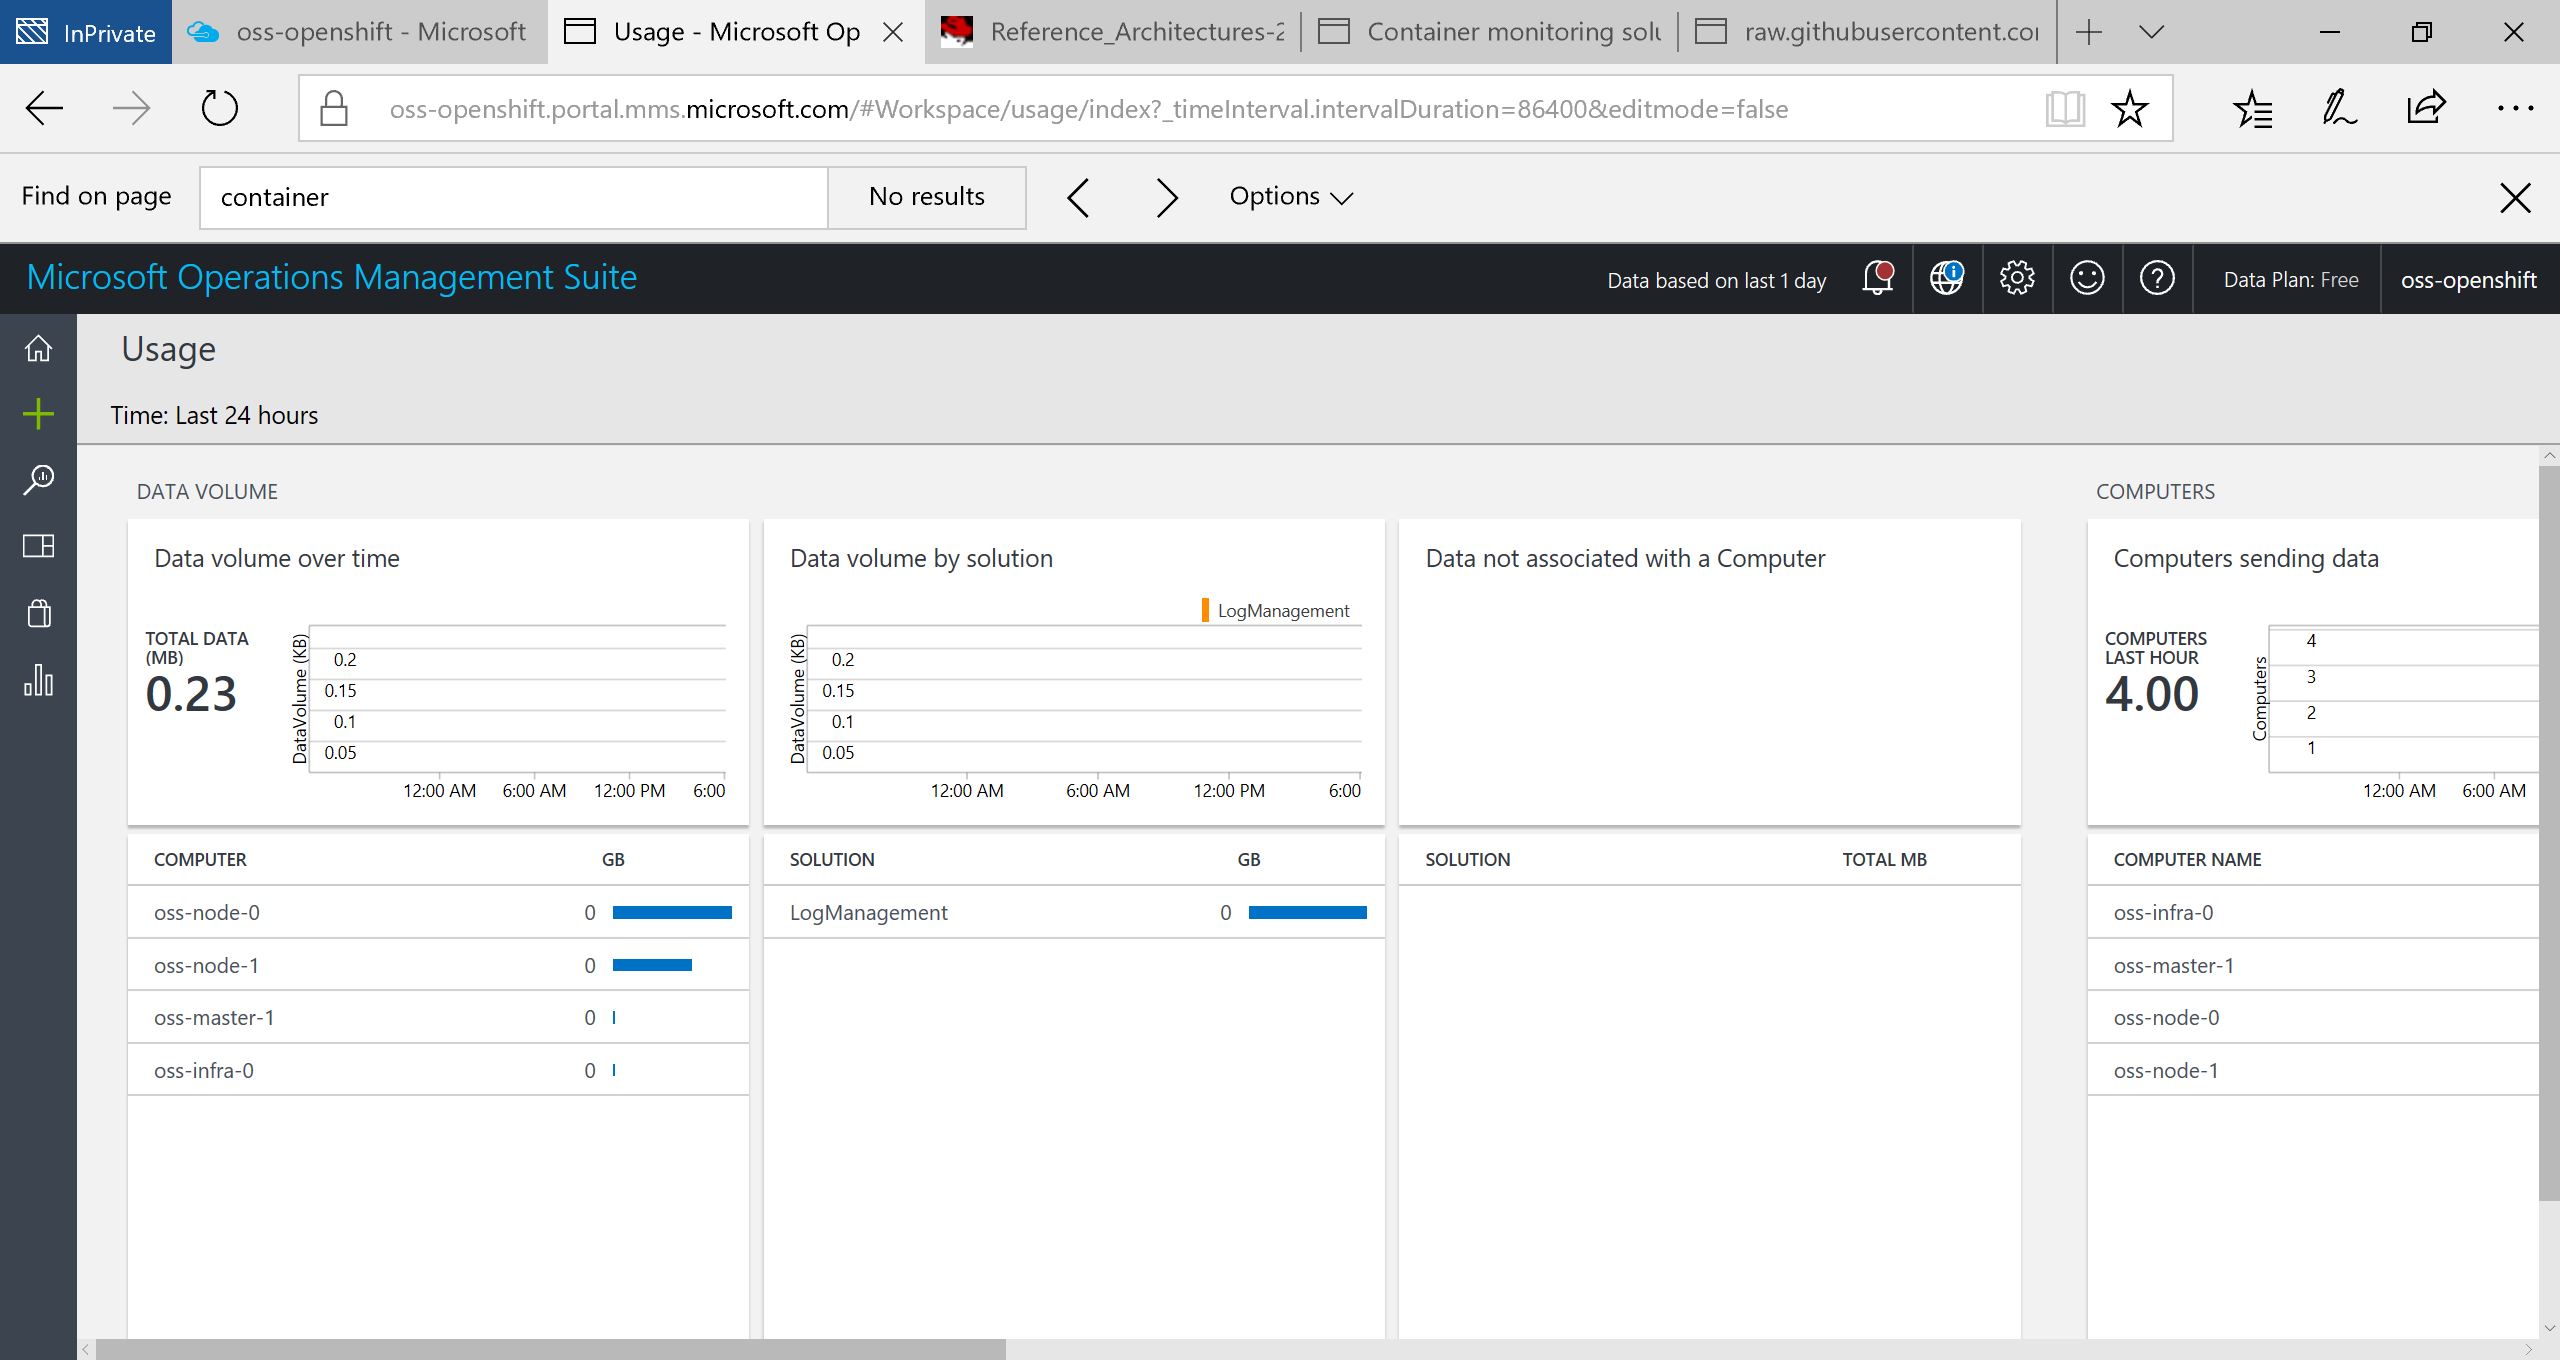 InPrivate
oss-openshift - Microsoft
Usage - Microsoft Op
Reference_Architectures-2
Container monitoring solu
raw.githubusercontent.co
oss-openshift.portal.mms.microsoft.com/#Workspace/usage/index?_timeInterval.intervalDuration=86400&editmode=false
Find on page
container
No results
Options
Microsoft Operations Management Suite
Data based on last 1 day
Data Plan: Free
oss-openshift
Usage
Time: Last 24 hours
DATA VOLUME
Data volume over time
TOTAL DATA
(MB)
0.23
DataVolume (KB)
0.2
0.15
0.1
0.05
12:00 AM 6:00 AM 12:00 PM 6:00
COMPUTER GB
oss-node-0 0
oss-node-1 0
oss-master-1 0
oss-infra-0 0
Data volume by solution
LogManagement
DataVolume (KB)
0.2
0.15
0.1
0.05
12:00 AM 6:00 AM 12:00 PM 6:00
SOLUTION GB
LogManagement 0
Data not associated with a Computer
SOLUTION TOTAL MB
COMPUTERS
Computers sending data
COMPUTERS
LAST HOUR
4.00
Computers
4
3
2
1
12:00 AM 6:00 AM
COMPUTER NAME
oss-infra-0
oss-master-1
oss-node-0
oss-node-1